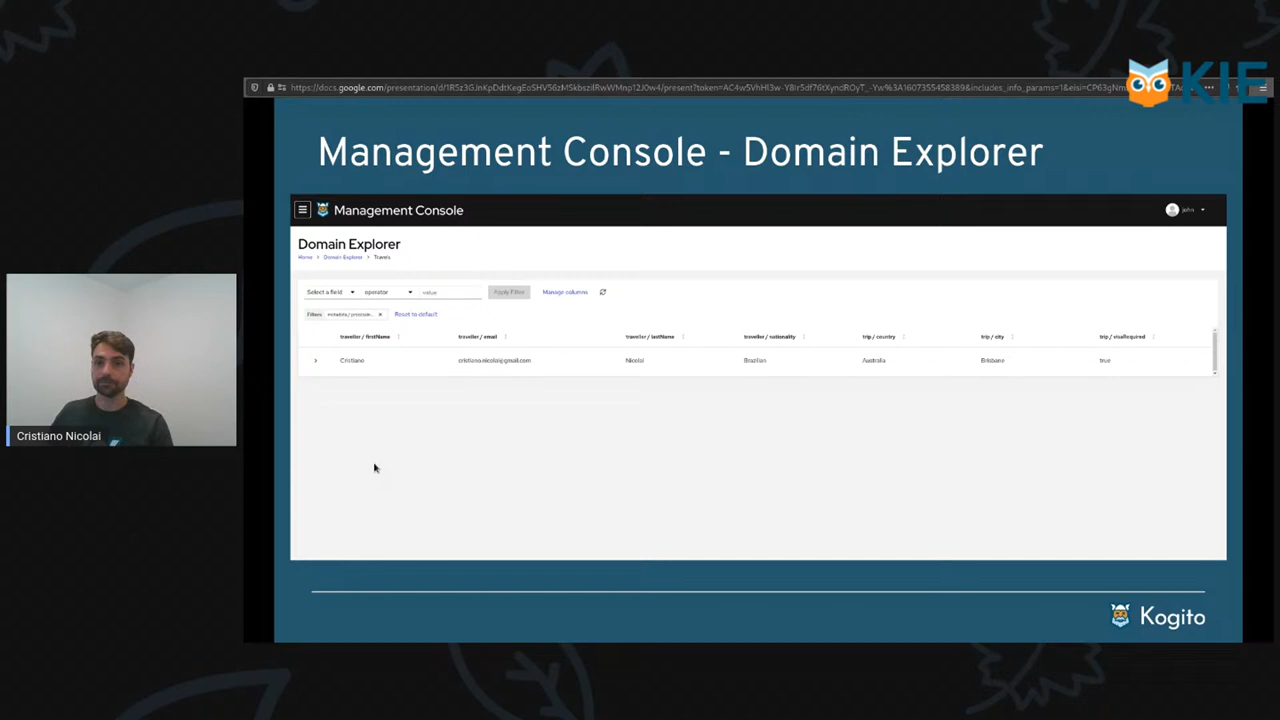 KIE
Management Console - Domain Explorer
Management Console
john
Domain Explorer
Home > Domain Explorer > Travels
Select a field operator value Apply Filter Manage columns
Filters Reset to default
traveller / firstName traveller / email traveller / lastName traveller / nationality trip / country trip / city trip / visaRequired
Cristiano cristiano.nicolai@gmail.com Nicolai Brazilian Australia Brisbane true
Cristiano Nicolai
Kogito